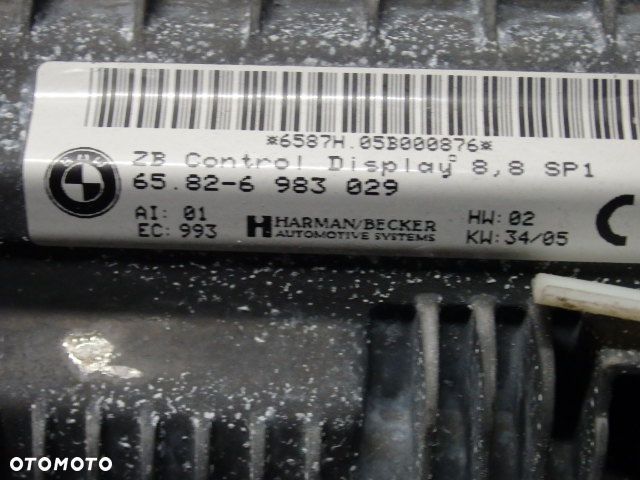 *6587H.05B000876*
BMW
ZB Control Display 8,8 SP1
65.82-6 983 029
AI: 01
EC: 993
HARMAN/BECKER
AUTOMOTIVE SYSTEMS
HW: 02
KW: 34/05
OTOMOTO